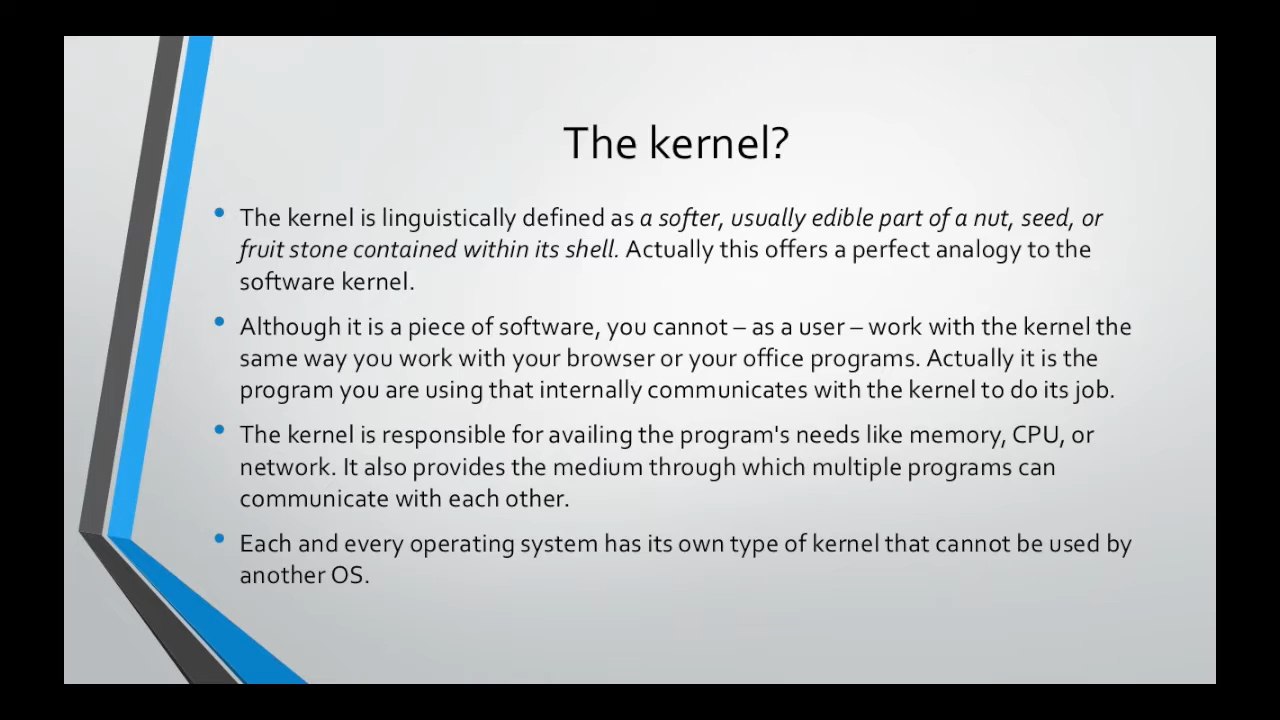 The kernel?
• The kernel is linguistically defined as a softer, usually edible part of a nut, seed, or
fruit stone contained within its shell. Actually this offers a perfect analogy to the
software kernel.
• Although it is a piece of software, you cannot – as a user – work with the kernel the
same way you work with your browser or your office programs. Actually it is the
program you are using that internally communicates with the kernel to do its job.
• The kernel is responsible for availing the program's needs like memory, CPU, or
network. It also provides the medium through which multiple programs can
communicate with each other.
• Each and every operating system has its own type of kernel that cannot be used by
another OS.